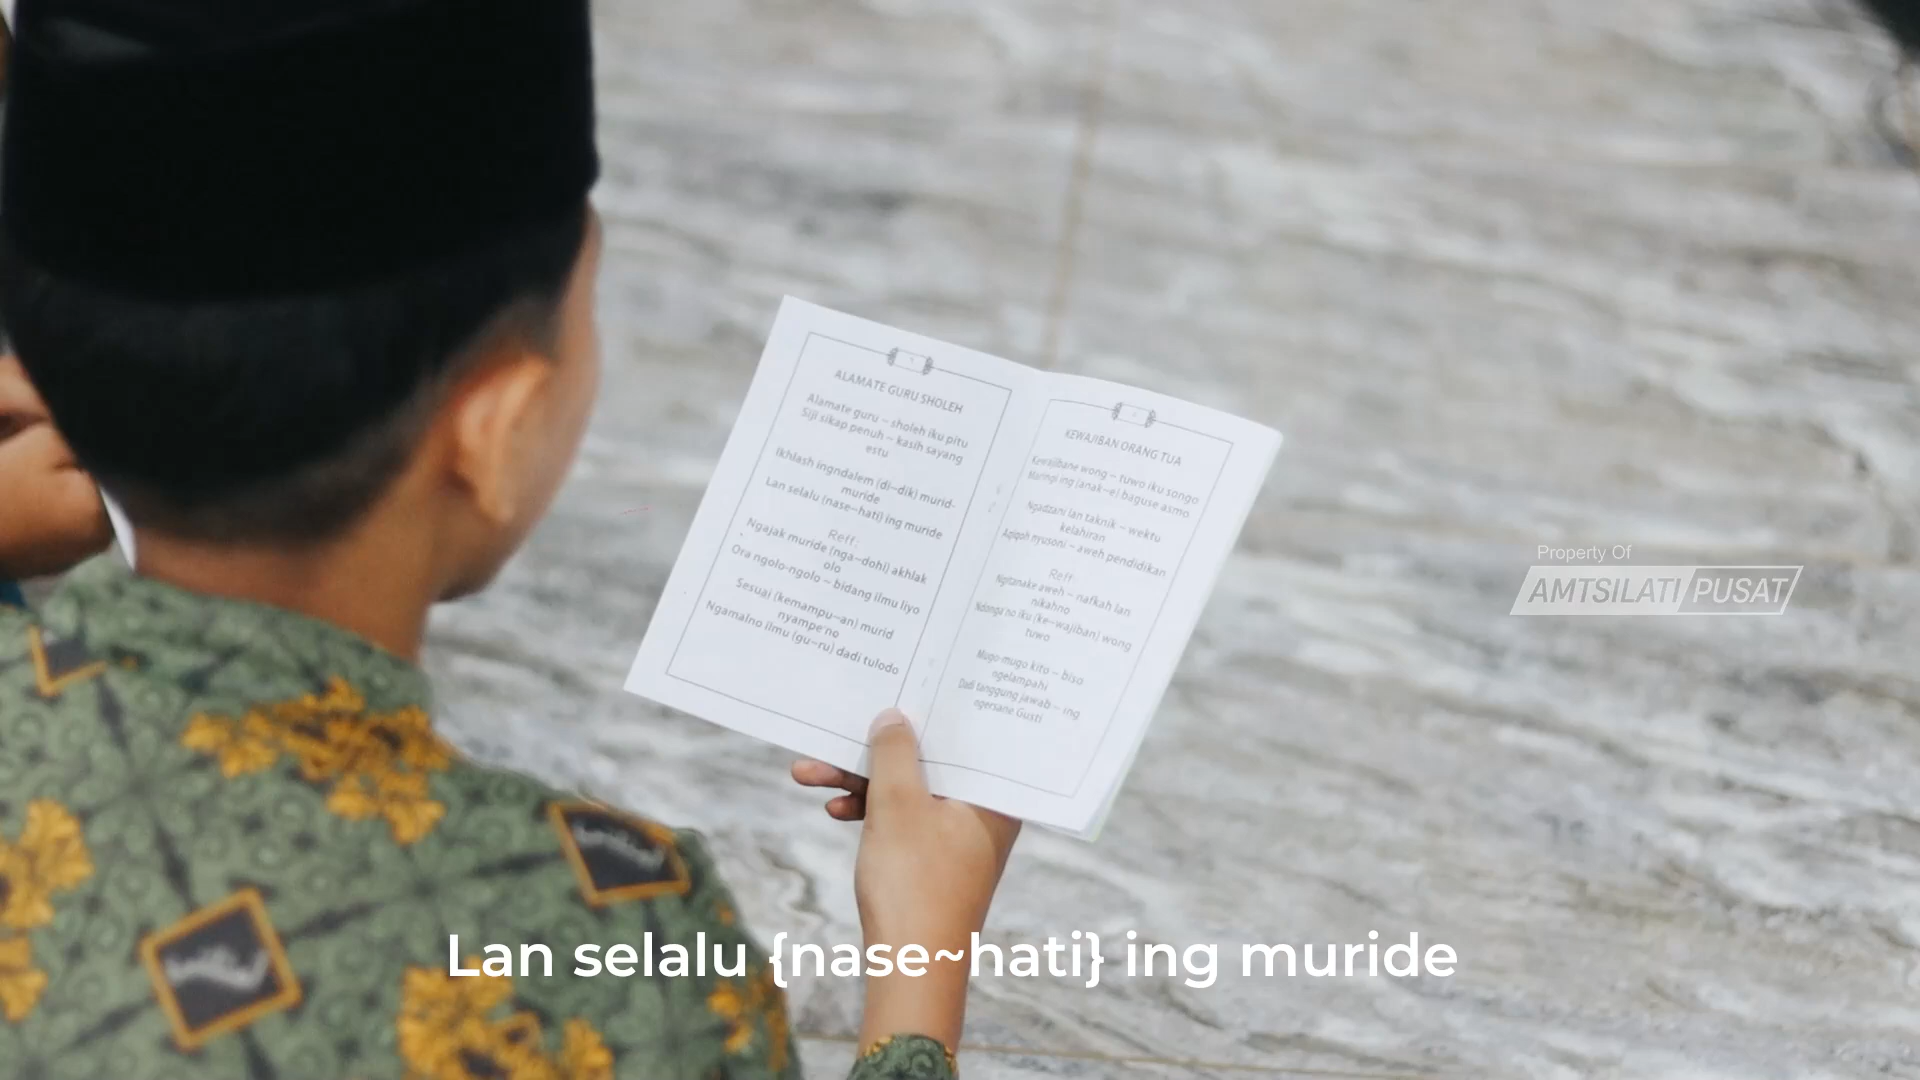 ALAMATE GURU SHOLEH
Alamate guru ~ sholeh iku pitu
Siji sikap penuh ~ kasih sayang
estu
Ikhlash ingndalem (di~dik) murid-
muride
Lan selalu (nase~hati) ing muride
Reff:
Ngajak muride (nga~dohi) akhlak
olo
Ora ngolo-ngolo ~ bidang ilmu liyo
Sesuai (kemampu~an) murid
nyampe'no
Ngamalno ilmu (gu~ru) dadi tulodo
KEWAJIBAN ORANG TUA
Kewajibane wong ~ tuwo iku songo
Maringi ing (anak~e) baguse asmo
Ngadzani lan taknik ~ wektu
kelahiran
Aqiqoh nyusoni ~ aweh pendidikan
Reff:
Ngitanake aweh ~ nafkah lan
nikahno
Ndonga'no iku (ke~wajiban) wong
tuwo
Mugo-mugo kito ~ biso
ngelampahi
Dadi tanggung jawab ~ ing
ngersane Gusti
Property Of
AMTSILATI PUSAT
Lan selalu {nase~hati} ing muride